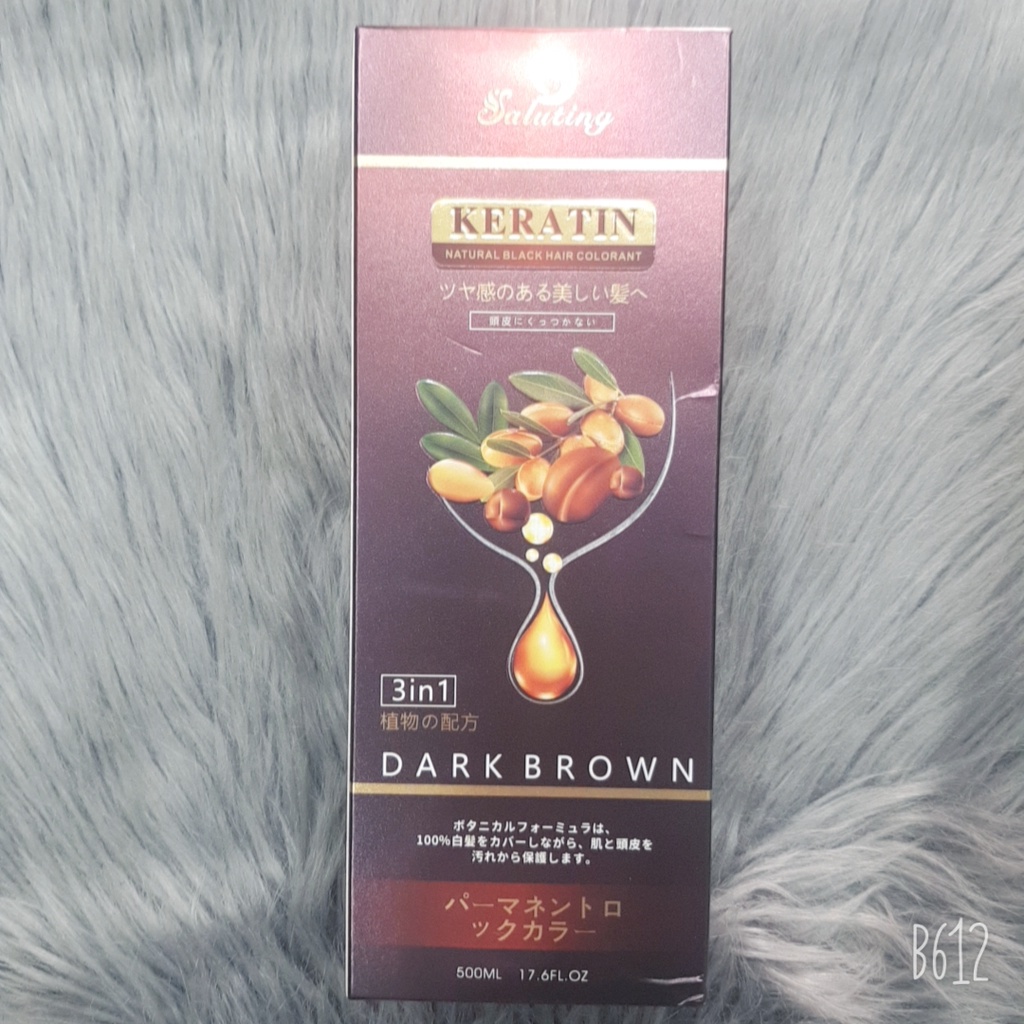 Saluting
KERATIN
NATURAL BLACK HAIR COLORANT
ツヤ感のある美しい髪へ
頭皮にくっつかない
3in1
植物の配方
DARK BROWN
ボタニカルフォーミュラは、
100%白髪をカバーしながら、肌と頭皮を
汚れから保護します。
パーマネントロ
ックカラー
500ML 17.6FL.OZ
B612